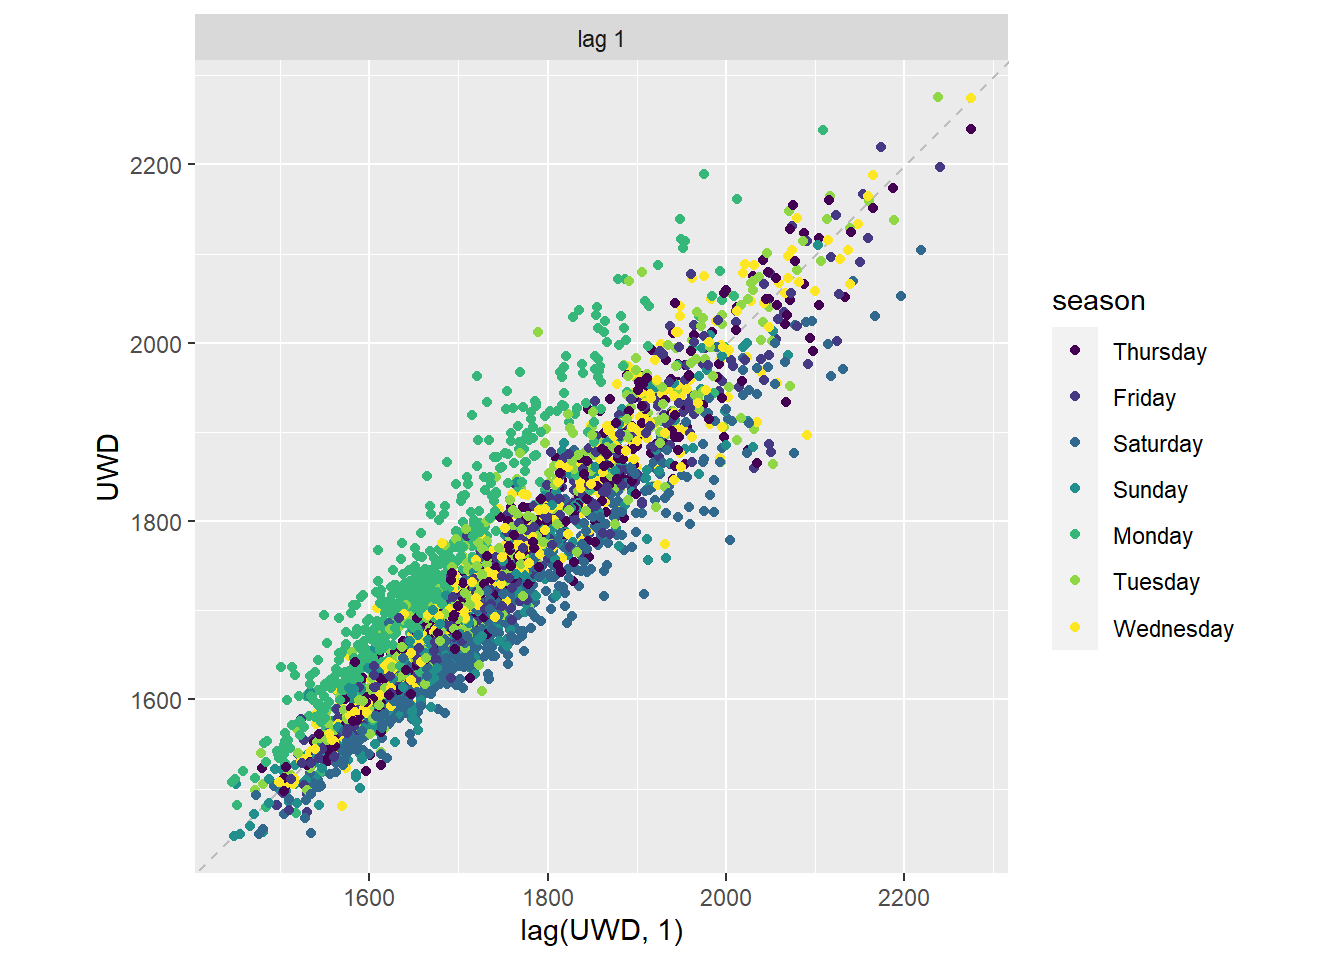 lag 1
UWD
2200
2000
1800
1600
1600 1800 2000 2200
lag(UWD, 1)
season
Thursday
Friday
Saturday
Sunday
Monday
Tuesday
Wednesday